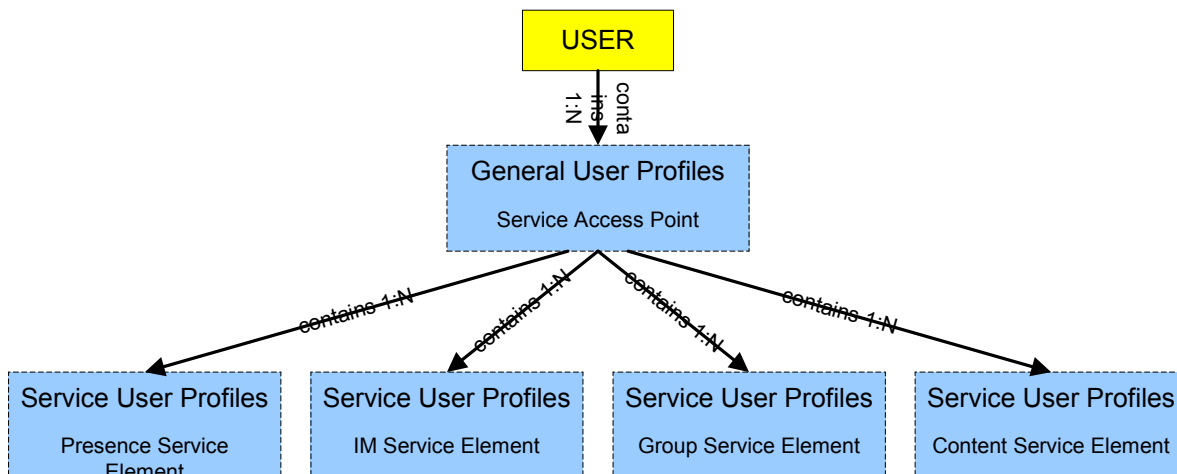 USER
conta
ins
1:N
General User Profiles
Service Access Point
contains 1:N
contains 1:N
contains 1:N
contains 1:N
Service User Profiles
Presence Service
Element
Service User Profiles
IM Service Element
Service User Profiles
Group Service Element
Service User Profiles
Content Service Element